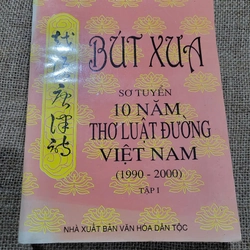 BÚT XƯA
SƠ TUYỂN
10 NĂM
THƠ LUẬT ĐƯỜNG
VIỆT NAM
(1990 - 2000)
TẬP I
NHÀ XUẤT BẢN VĂN HÓA DÂN TỘC